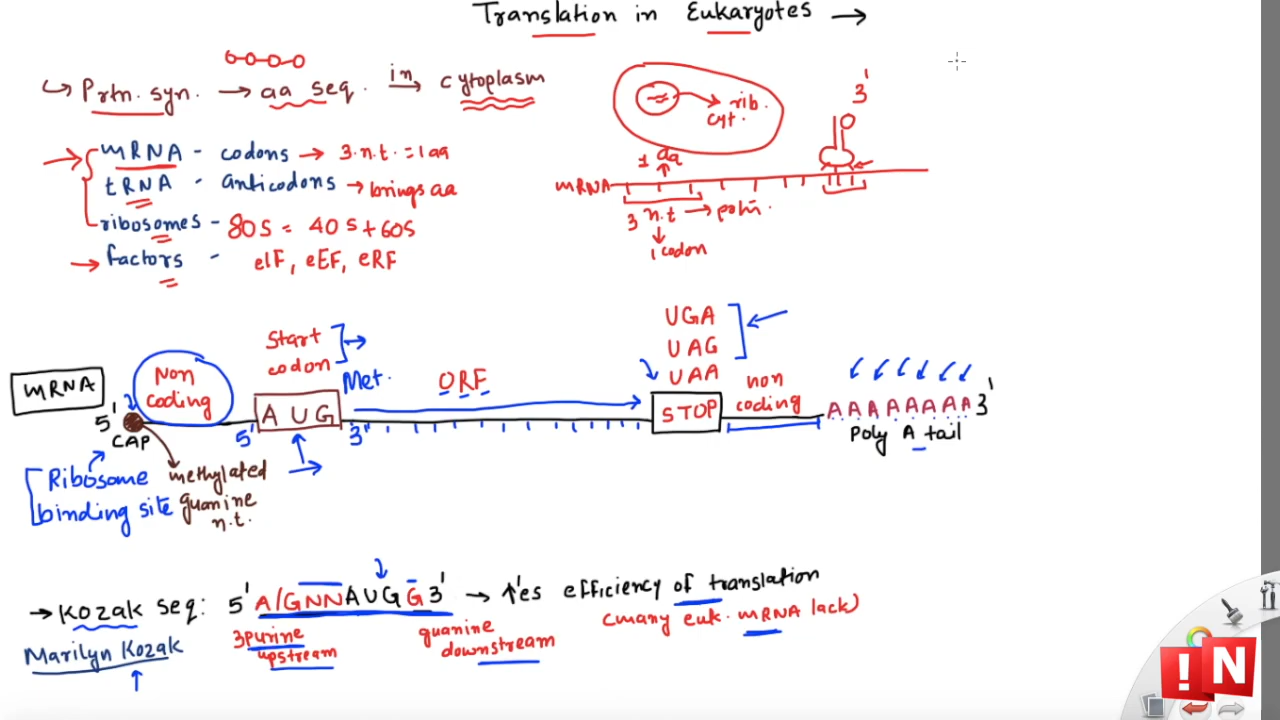 Translation in Eukaryotes →
↳ Prtn. syn. → aa seq. in → cytoplasm
mRNA - codons → 3.n.t. = 1aa
tRNA - anticodons → brings aa
ribosomes - 80S = 40S + 60S
factors - eIF, eEF, eRF
rib.
cyt.
3'
1 aa
mRNA
3 n.t → protn.
1 codon
mRNA
5'
CAP
Non
coding
Start
codon
AUG
5'
3'
Met.
ORF
UGA
UAG
UAA
STOP
non
coding
AAAAAAAA 3'
Poly A tail
Ribosome
binding site
methylated
guanine
n.t.
→ Kozak seq: 5' A/GNNAUGG 3' → ↑'es efficiency of translation
(many euk. mRNA lack)
3 purine
upstream
guanine
downstream
Marilyn Kozak
!N